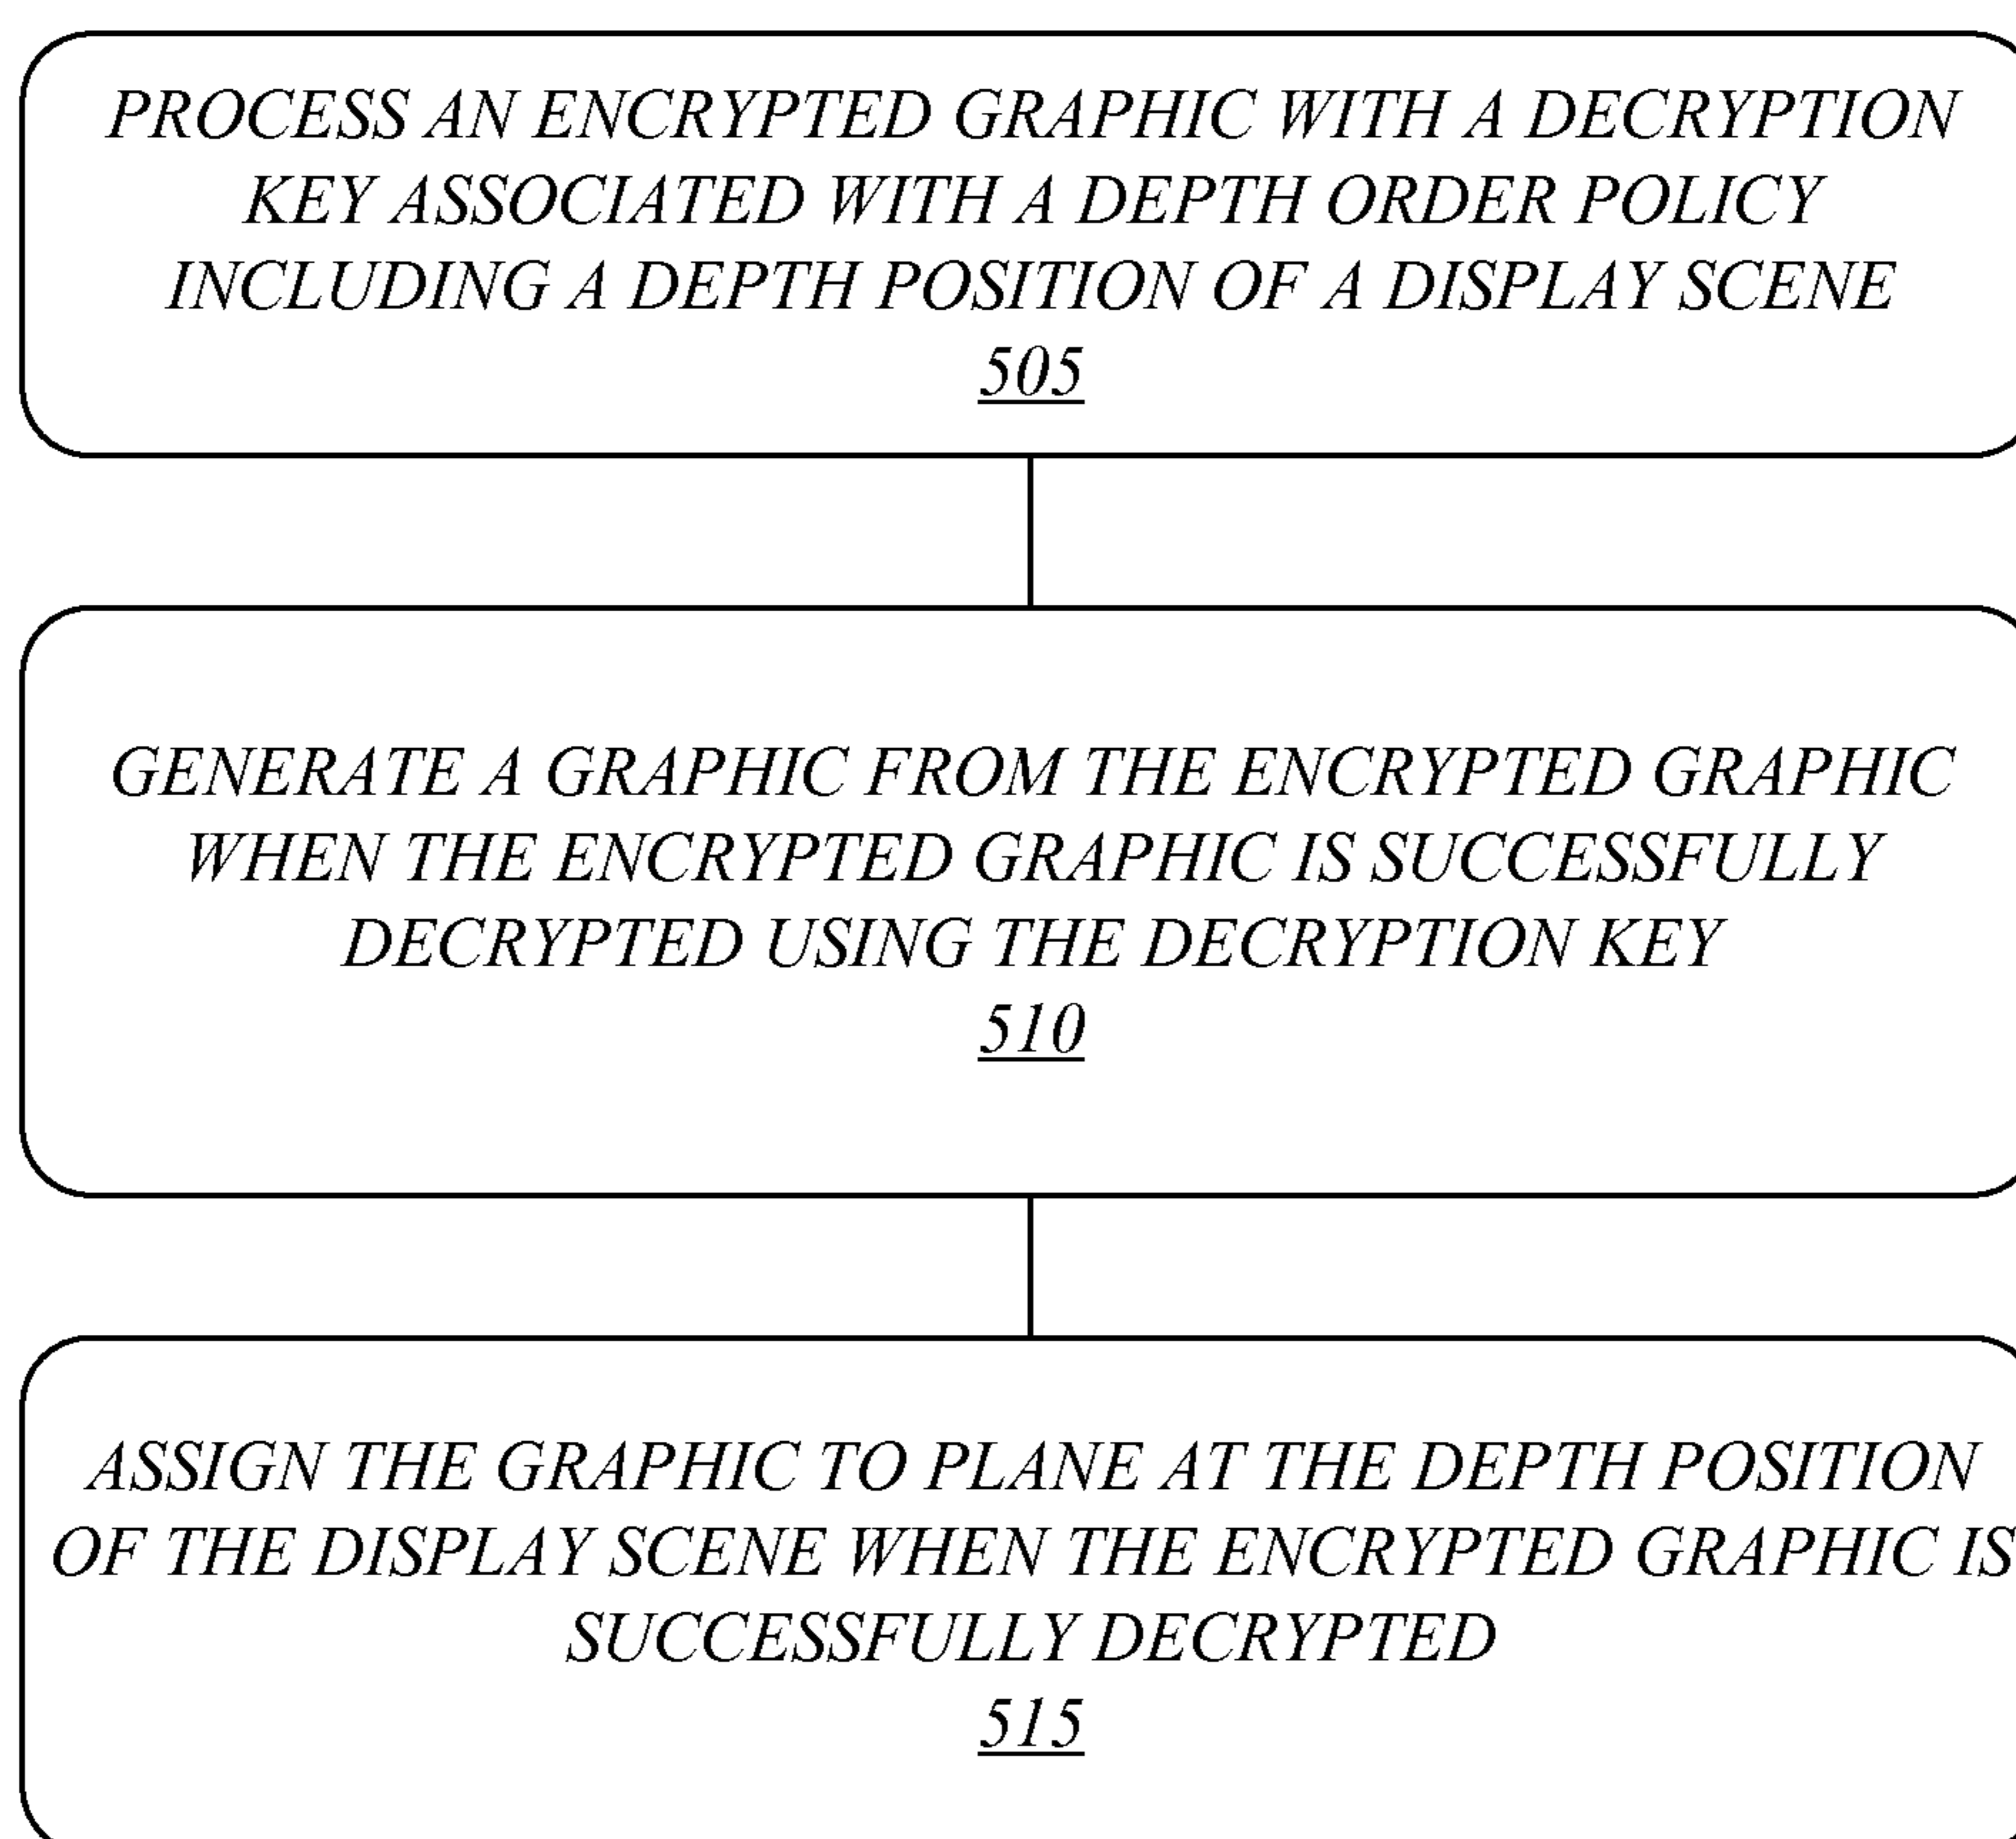 PROCESS AN ENCRYPTED GRAPHIC WITH A DECRYPTION
KEY ASSOCIATED WITH A DEPTH ORDER POLICY
INCLUDING A DEPTH POSITION OF A DISPLAY SCENE
505
GENERATE A GRAPHIC FROM THE ENCRYPTED GRAPHIC
WHEN THE ENCRYPTED GRAPHIC IS SUCCESSFULLY
DECRYPTED USING THE DECRYPTION KEY
510
ASSIGN THE GRAPHIC TO PLANE AT THE DEPTH POSITION
OF THE DISPLAY SCENE WHEN THE ENCRYPTED GRAPHIC IS
SUCCESSFULLY DECRYPTED
515